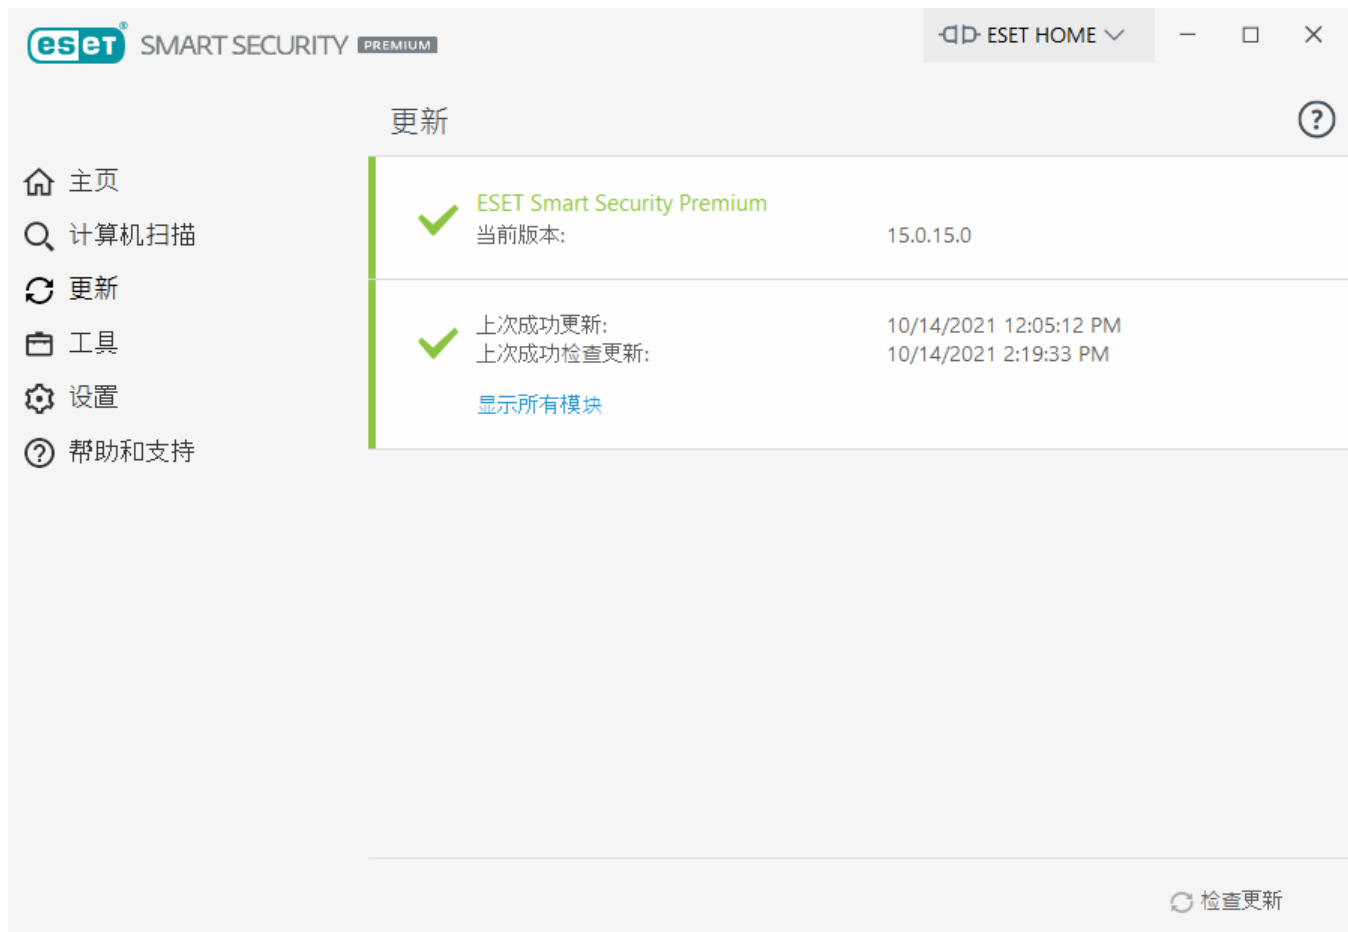 eset® SMART SECURITY PREMIUM
ESET HOME
更新
主页
计算机扫描
更新
工具
设置
帮助和支持
ESET Smart Security Premium
当前版本: 15.0.15.0
上次成功更新: 10/14/2021 12:05:12 PM
上次成功检查更新: 10/14/2021 2:19:33 PM
显示所有模块
检查更新